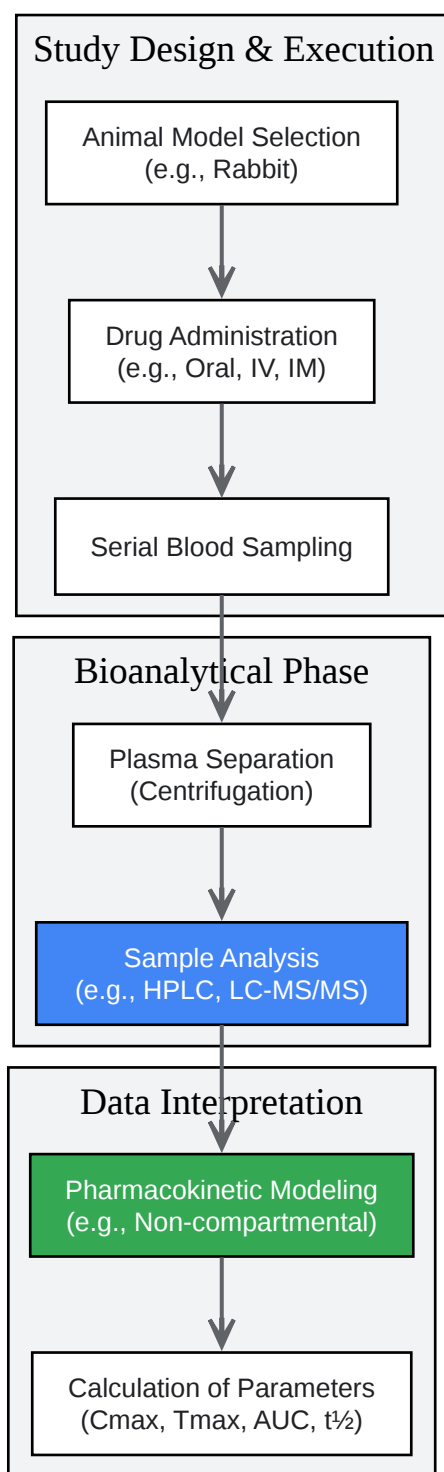 Study Design & Execution
Animal Model Selection
(e.g., Rabbit)
Drug Administration
(e.g., Oral, IV, IM)
Serial Blood Sampling
Bioanalytical Phase
Plasma Separation
(Centrifugation)
Sample Analysis
(e.g., HPLC, LC-MS/MS)
Data Interpretation
Pharmacokinetic Modeling
(e.g., Non-compartmental)
Calculation of Parameters
(Cmax, Tmax, AUC, t½)